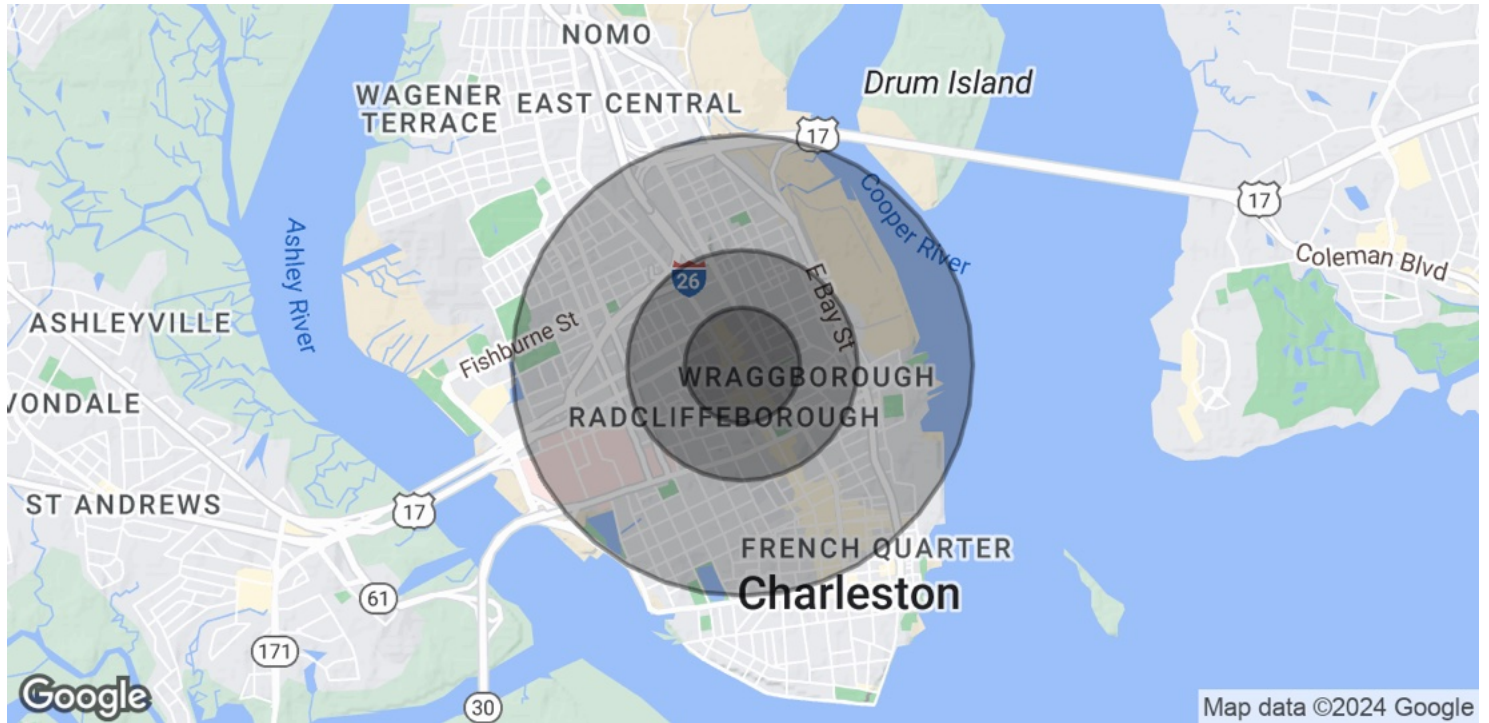 NOMO
Drum Island
WAGENER
TERRACE
EAST CENTRAL
17
17
Cooper River
Ashley River
Coleman Blvd
26
E Bay St
ASHLEYVILLE
Fishburne St
WRAGGBOROUGH
VONDALE
RADCLIFFEBOROUGH
ST ANDREWS
17
FRENCH QUARTER
Charleston
61
171
30
Google
Map data ©2024 Google